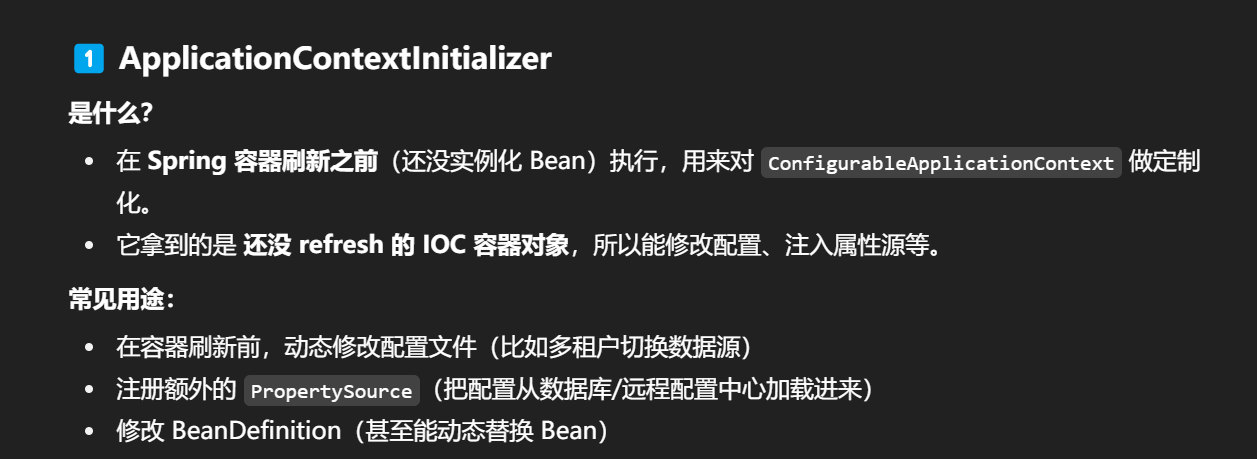 1️⃣ ApplicationContextInitializer
是什么？
• 在 Spring 容器刷新之前（还没实例化 Bean）执行，用来对 ConfigurableApplicationContext 做定制
化。
• 它拿到的是 还没 refresh 的 IOC 容器对象，所以能修改配置、注入属性源等。
常见用途：
• 在容器刷新前，动态修改配置文件（比如多租户切换数据源）
• 注册额外的 PropertySource（把配置从数据库/远程配置中心加载进来）
• 修改 BeanDefinition（甚至能动态替换 Bean）